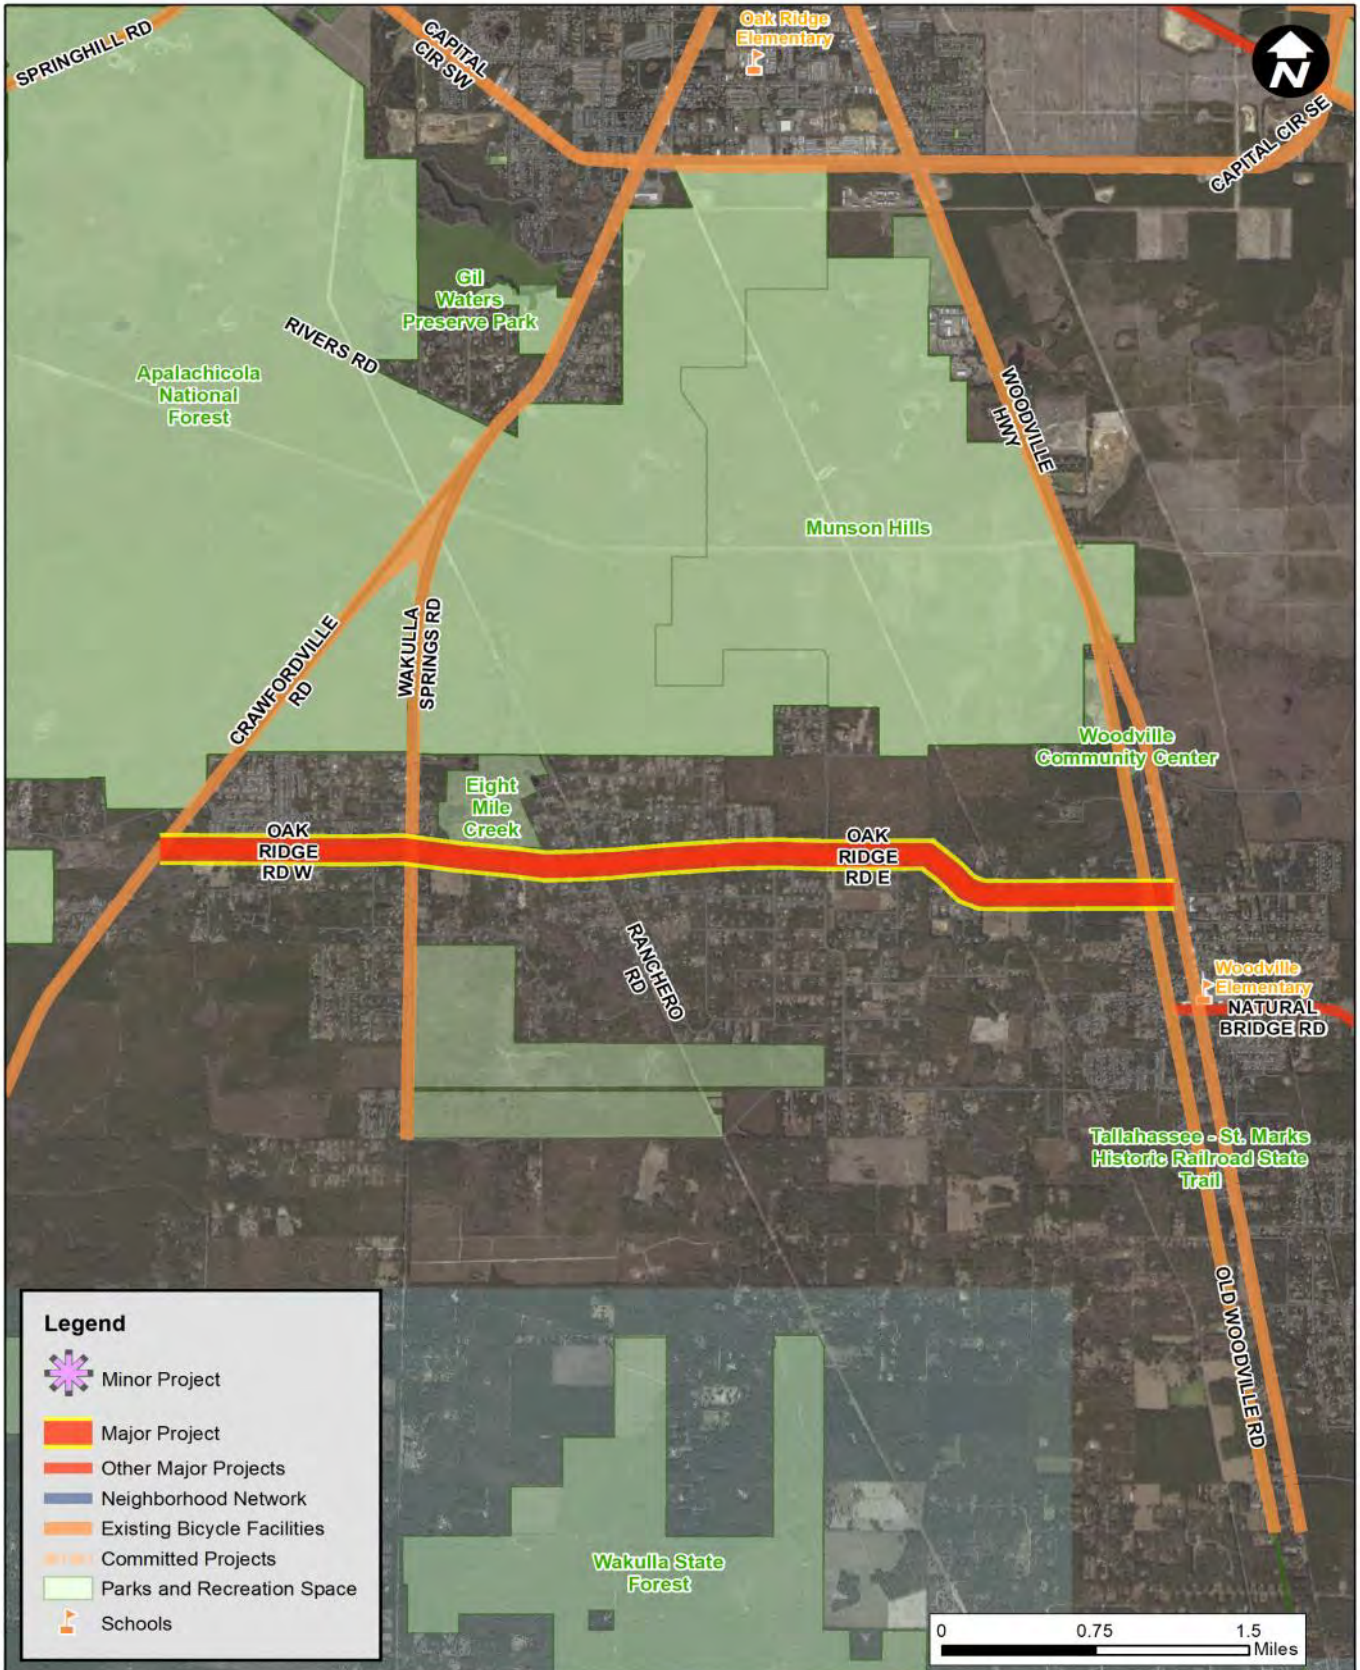 SPRINGHILL RD
CAPITAL
CIR SW
Oak Ridge
Elementary
N
CAPITAL CIR SE
Gil
Waters
Preserve Park
RIVERS RD
Apalachicola
National
Forest
WOODVILLE
HWY
Munson Hills
WAKULLA
SPRINGS RD
CRAWFORDVILLE
RD
Woodville
Community Center
Eight
Mile
Creek
OAK
RIDGE
RD W
OAK
RIDGE
RD E
RANCHERO
RD
Woodville
Elementary
NATURAL
BRIDGE RD
Tallahassee - St. Marks
Historic Railroad State
Trail
OLD WOODVILLE RD
Legend
Minor Project
Major Project
Other Major Projects
Neighborhood Network
Existing Bicycle Facilities
Committed Projects
Parks and Recreation Space
Schools
Wakulla State
Forest
0 0.75 1.5
Miles